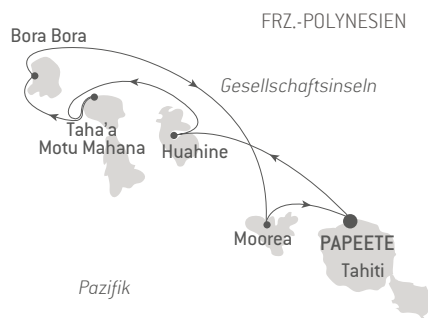 FRZ.-POLYNESIEN
Bora Bora
Gesellschaftsinseln
Taha'a
Motu Mahana
Huahine
Moorea
PAPEETE
Tahiti
Pazifik